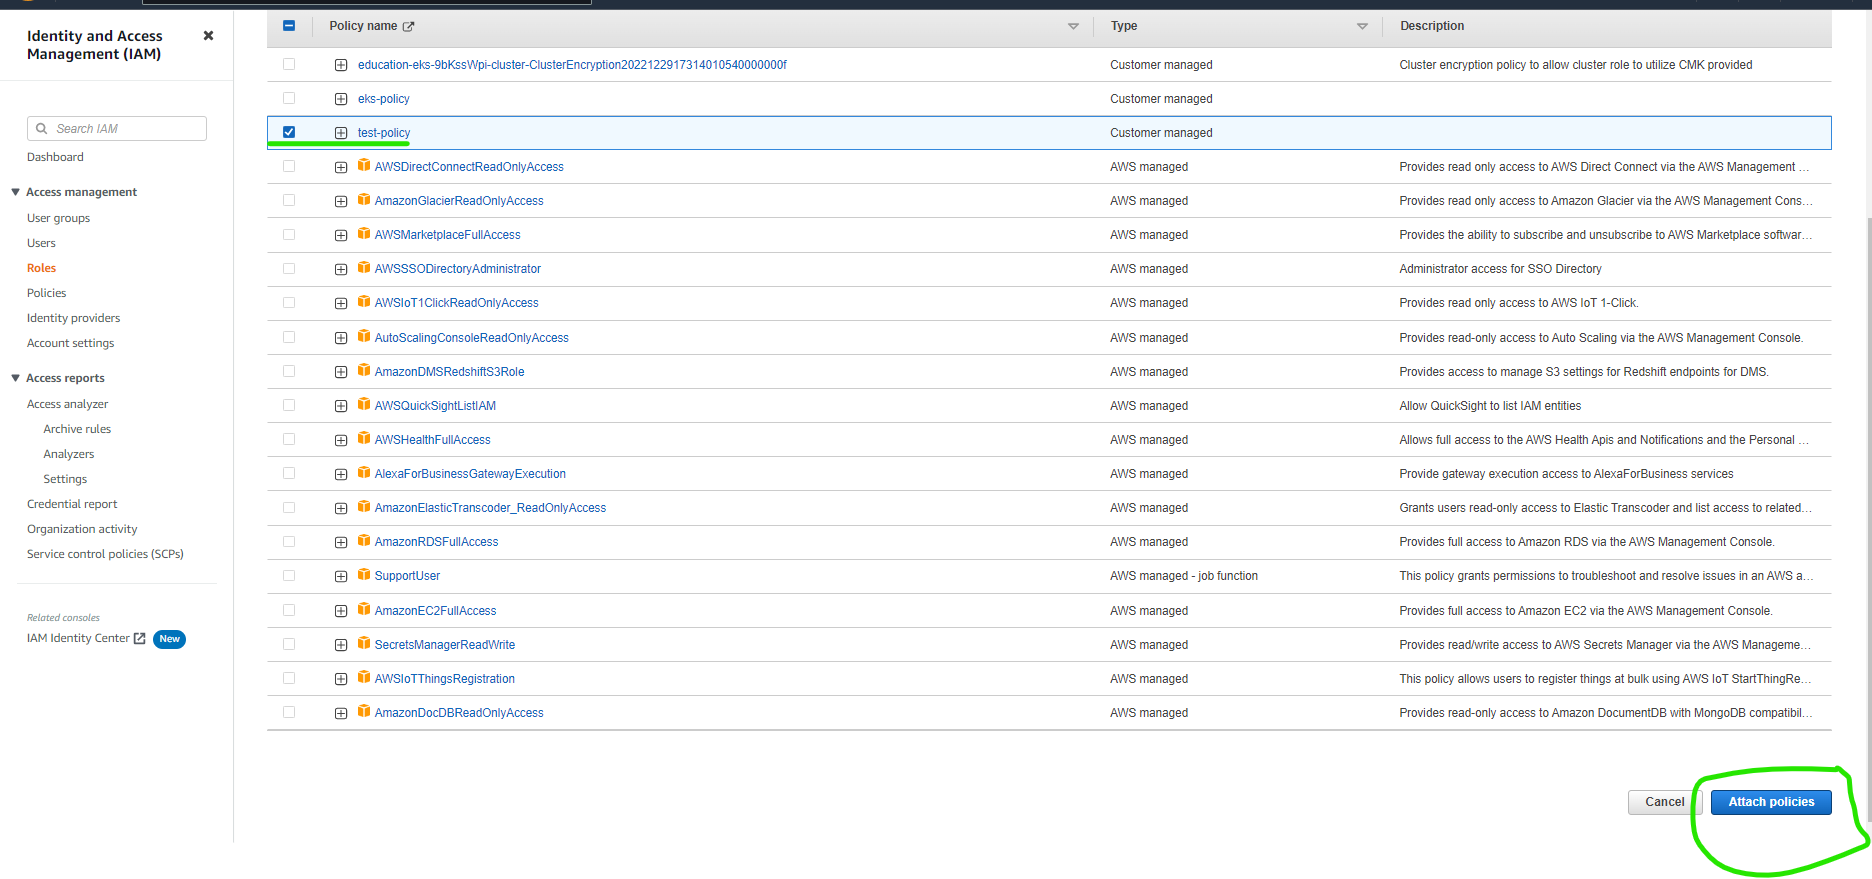 Identity and Access
Management (IAM)
Search IAM
Dashboard
Access management
User groups
Users
Roles
Policies
Identity providers
Account settings
Access reports
Access analyzer
Archive rules
Analyzers
Settings
Credential report
Organization activity
Service control policies (SCPs)
Related consoles
IAM Identity Center New
Policy name Type Description
education-eks-9bKssWpi-cluster-ClusterEncryption2022122917314010540000000f Customer managed Cluster encryption policy to allow cluster role to utilize CMK provided
eks-policy Customer managed
test-policy Customer managed
AWSDirectConnectReadOnlyAccess AWS managed Provides read only access to AWS Direct Connect via the AWS Management ...
AmazonGlacierReadOnlyAccess AWS managed Provides read only access to Amazon Glacier via the AWS Management Cons...
AWSMarketplaceFullAccess AWS managed Provides the ability to subscribe and unsubscribe to AWS Marketplace softwar...
AWSSSODirectoryAdministrator AWS managed Administrator access for SSO Directory
AWSIoT1ClickReadOnlyAccess AWS managed Provides read only access to AWS IoT 1-Click.
AutoScalingConsoleReadOnlyAccess AWS managed Provides read-only access to Auto Scaling via the AWS Management Console.
AmazonDMSRedshiftS3Role AWS managed Provides access to manage S3 settings for Redshift endpoints for DMS.
AWSQuickSightListIAM AWS managed Allow QuickSight to list IAM entities
AWSHealthFullAccess AWS managed Allows full access to the AWS Health Apis and Notifications and the Personal ...
AlexaForBusinessGatewayExecution AWS managed Provide gateway execution access to AlexaForBusiness services
AmazonElasticTranscoder_ReadOnlyAccess AWS managed Grants users read-only access to Elastic Transcoder and list access to related...
AmazonRDSFullAccess AWS managed Provides full access to Amazon RDS via the AWS Management Console.
SupportUser AWS managed - job function This policy grants permissions to troubleshoot and resolve issues in an AWS a...
AmazonEC2FullAccess AWS managed Provides full access to Amazon EC2 via the AWS Management Console.
SecretsManagerReadWrite AWS managed Provides read/write access to AWS Secrets Manager via the AWS Manageme...
AWSIoTThingsRegistration AWS managed This policy allows users to register things at bulk using AWS IoT StartThingRe...
AmazonDocDBReadOnlyAccess AWS managed Provides read-only access to Amazon DocumentDB with MongoDB compatibil...
Cancel Attach policies